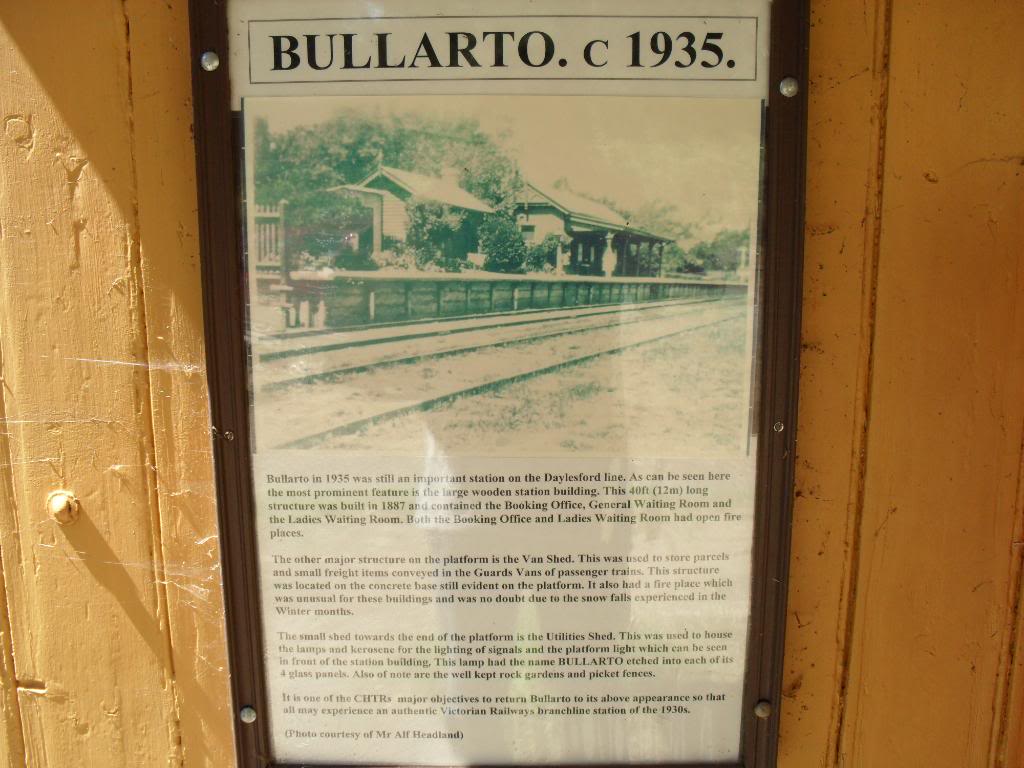 BULLARTO. C 1935.
Bullarto in 1935 was still an important station on the Daylesford line. As can be seen here
the most prominent feature is the large wooden station building. This 40ft (12m) long
structure was built in 1887 and contained the Booking Office, General Waiting Room and
the Ladies Waiting Room. Both the Booking Office and Ladies Waiting Room had open fire
places.
The other major structure on the platform is the Van Shed. This was used to store parcels
and small freight items conveyed in the Guards Vans of passenger trains. This structure
was located on the concrete base still evident on the platform. It also had a fire place which
was unusual for these buildings and was no doubt due to the snow falls experienced in the
Winter months.
The small shed towards the end of the platform is the Utilities Shed. This was used to house
the lamps and kerosene for the lighting of signals and the platform light which can be seen
in front of the station building. This lamp had the name BULLARTO etched into each of its
4 glass panels. Also of note are the well kept rock gardens and picket fences.
It is one of the CHTRs major objectives to return Bullarto to its above appearance so that
all may experience an authentic Victorian Railways branchline station of the 1930s.
(Photo courtesy of Mr Alf Headland)